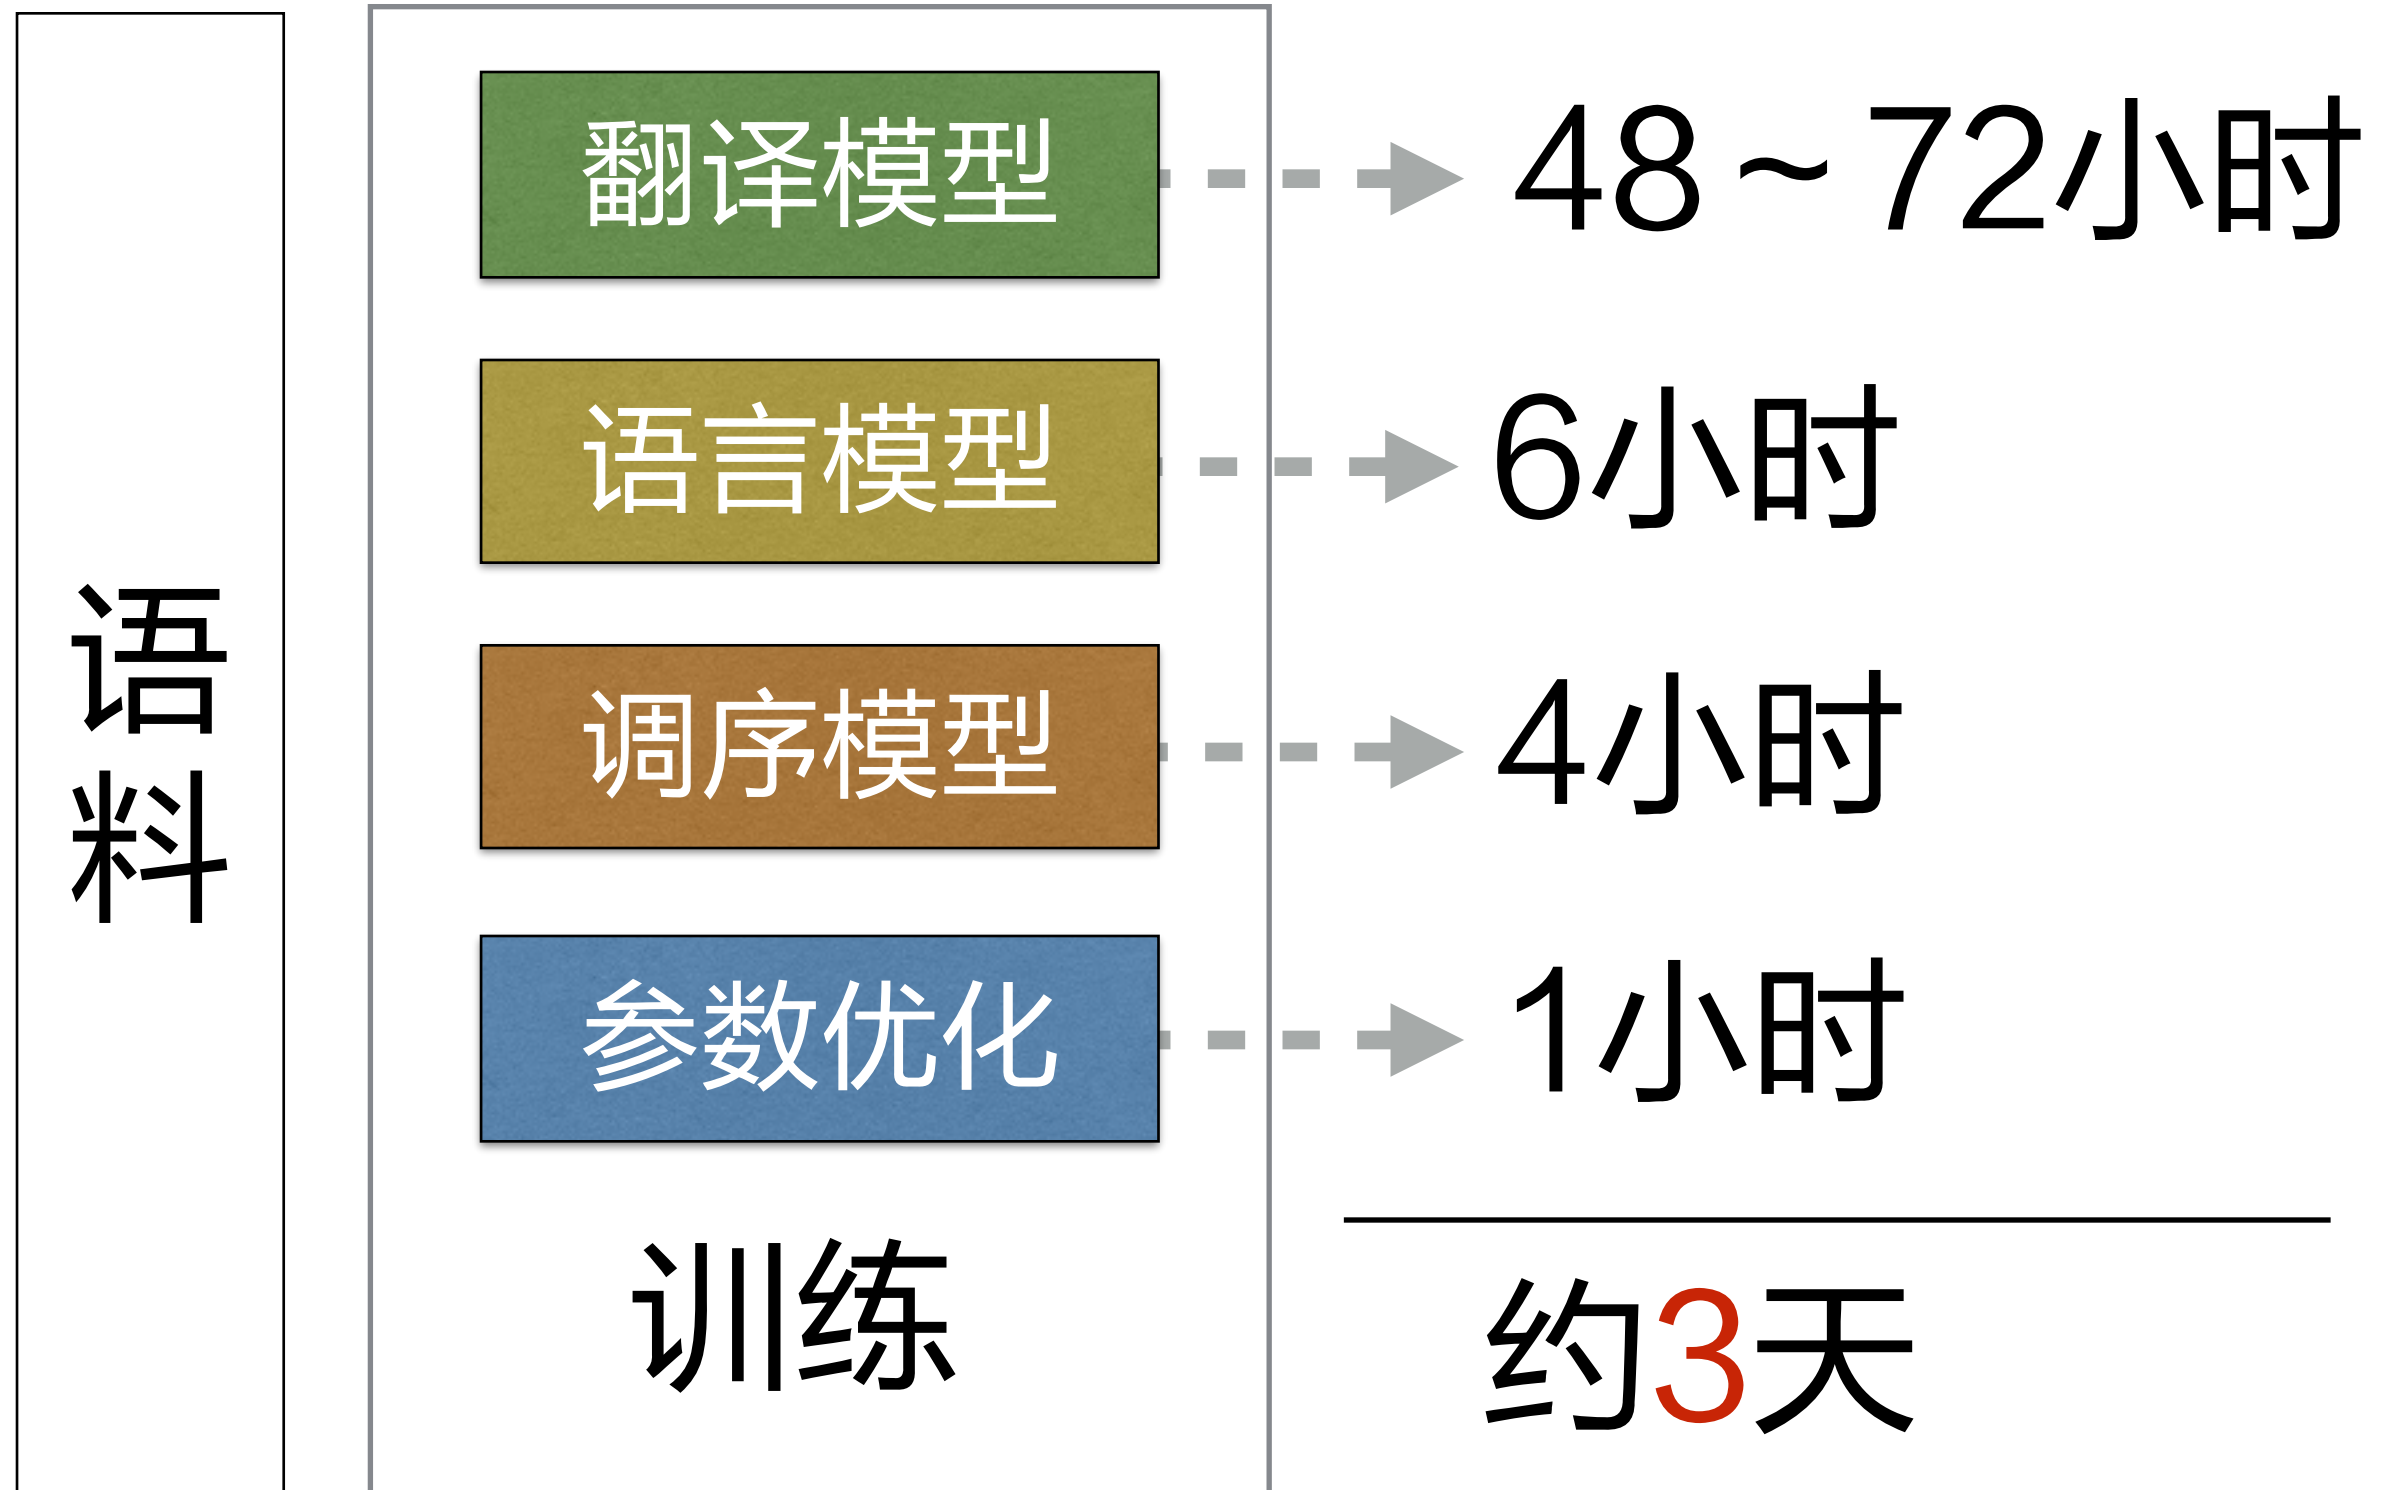 语料
翻译模型
48～72小时
语言模型
6小时
调序模型
4小时
参数优化
1小时
训练
约3天